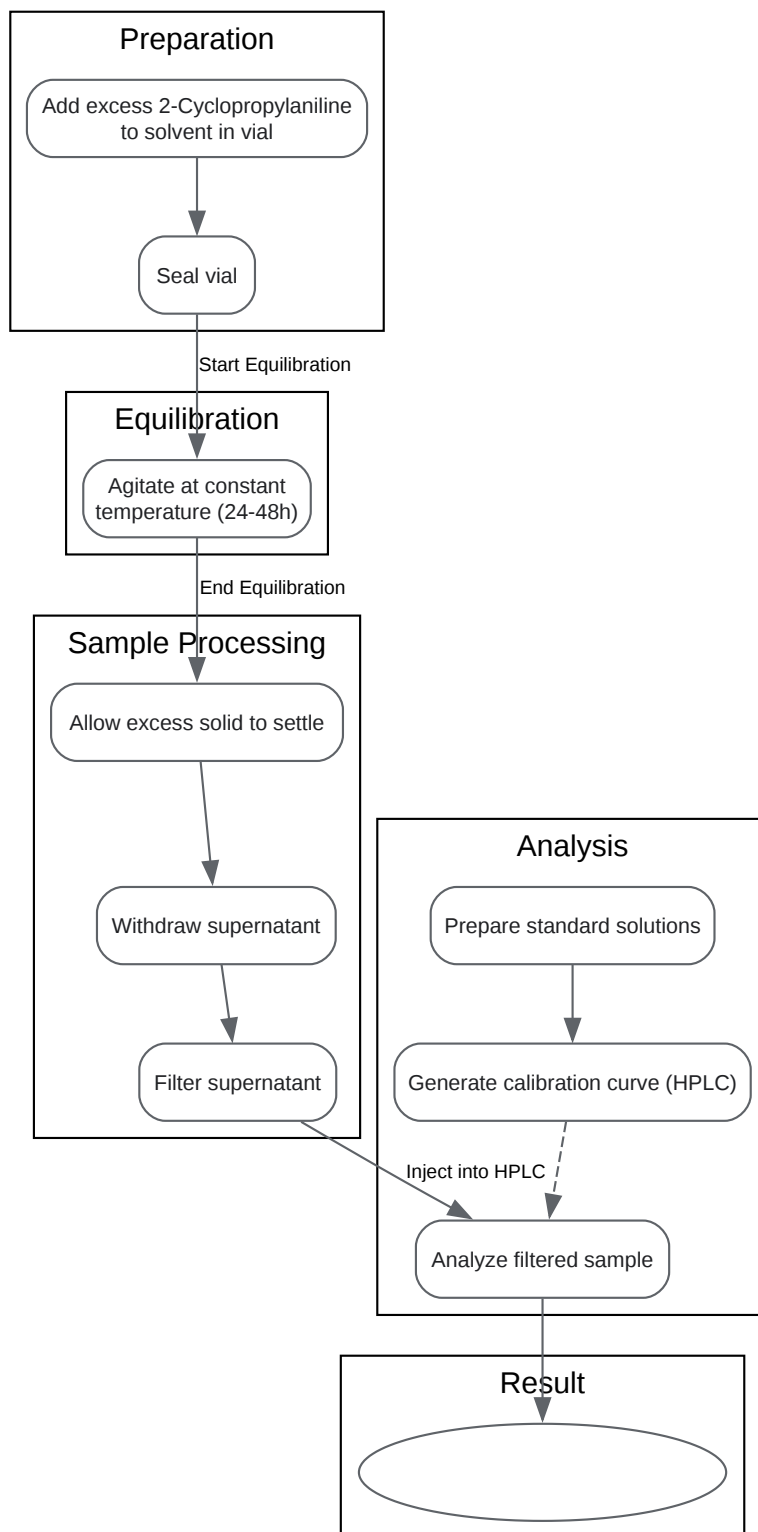 Preparation
Add excess 2-Cyclopropylaniline
to solvent in vial
Seal vial
Start Equilibration
Equilibration
Agitate at constant
temperature (24-48h)
End Equilibration
Sample Processing
Allow excess solid to settle
Withdraw supernatant
Filter supernatant
Analysis
Prepare standard solutions
Generate calibration curve (HPLC)
Inject into HPLC
Analyze filtered sample
Result